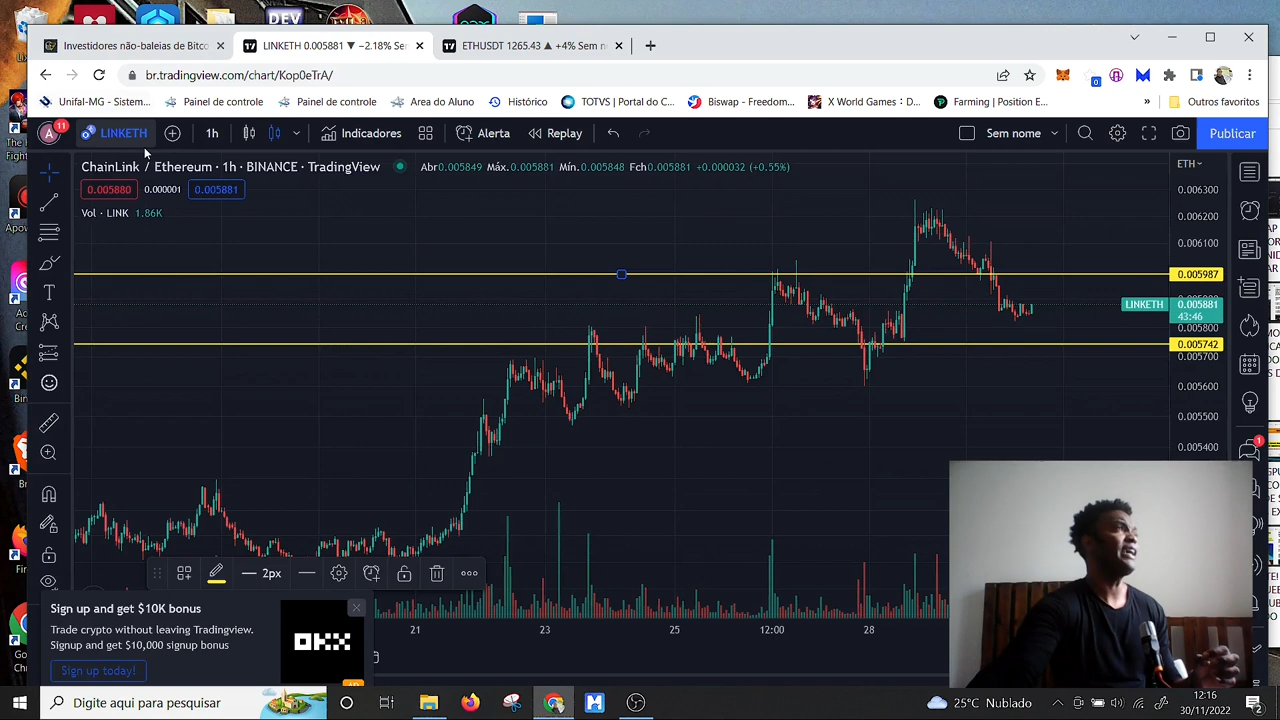 DEV
Investidores não-baleias de Bitco
LINKETH 0.005881 ▼ −2.18% Se
ETHUSDT 1265.43 ▲ +4% Sem n
br.tradingview.com/chart/Kop0eTrA/
0
Unifal-MG - Sistem...
Painel de controle
Painel de controle
Area do Aluno
Histórico
TOTVS | Portal do C...
Biswap - Freedom...
X World Games : D...
Farming | Position E...
»
Outros favoritos
A
11
LINKETH
1h
Indicadores
Alerta
Replay
Sem nome
Publicar
ChainLink / Ethereum · 1h · BINANCE · TradingView
Abr0.005849 Máx.0.005881 Mín.0.005848 Fch0.005881 +0.000032 (+0.55%)
ETH
0.005880
0.000001
0.005881
Vol · LINK 1.86K
0.006300
0.006200
0.006100
0.005987
LINKETH
0.005881
43:46
0.005800
0.005742
0.005700
0.005600
0.005500
0.005400
1
2px
Sign up and get $10K bonus
Trade crypto without leaving Tradingview.
Signup and get $10,000 signup bonus
Sign up today!
OKX
21
23
25
12:00
28
Digite aqui para pesquisar
25°C Nublado
12:16
30/11/2022